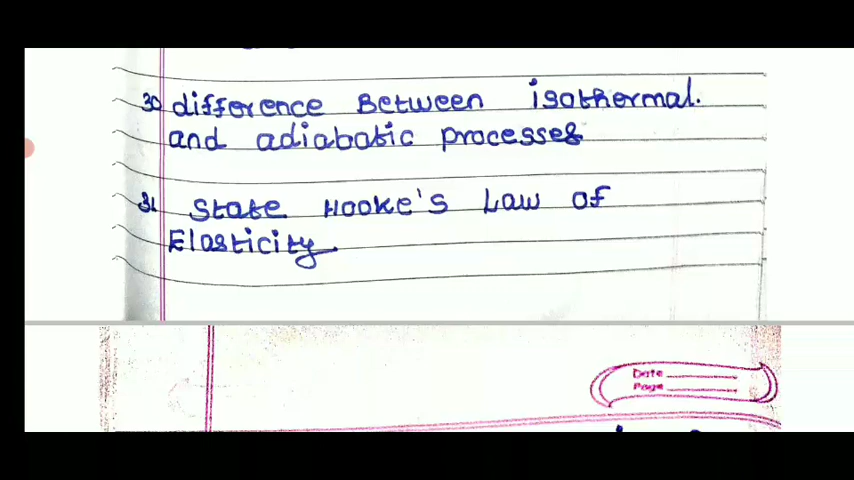 30 difference Between isothermal.
and adiabatic processes
31 State Hooke's Law of
Elasticity.
Date
Page